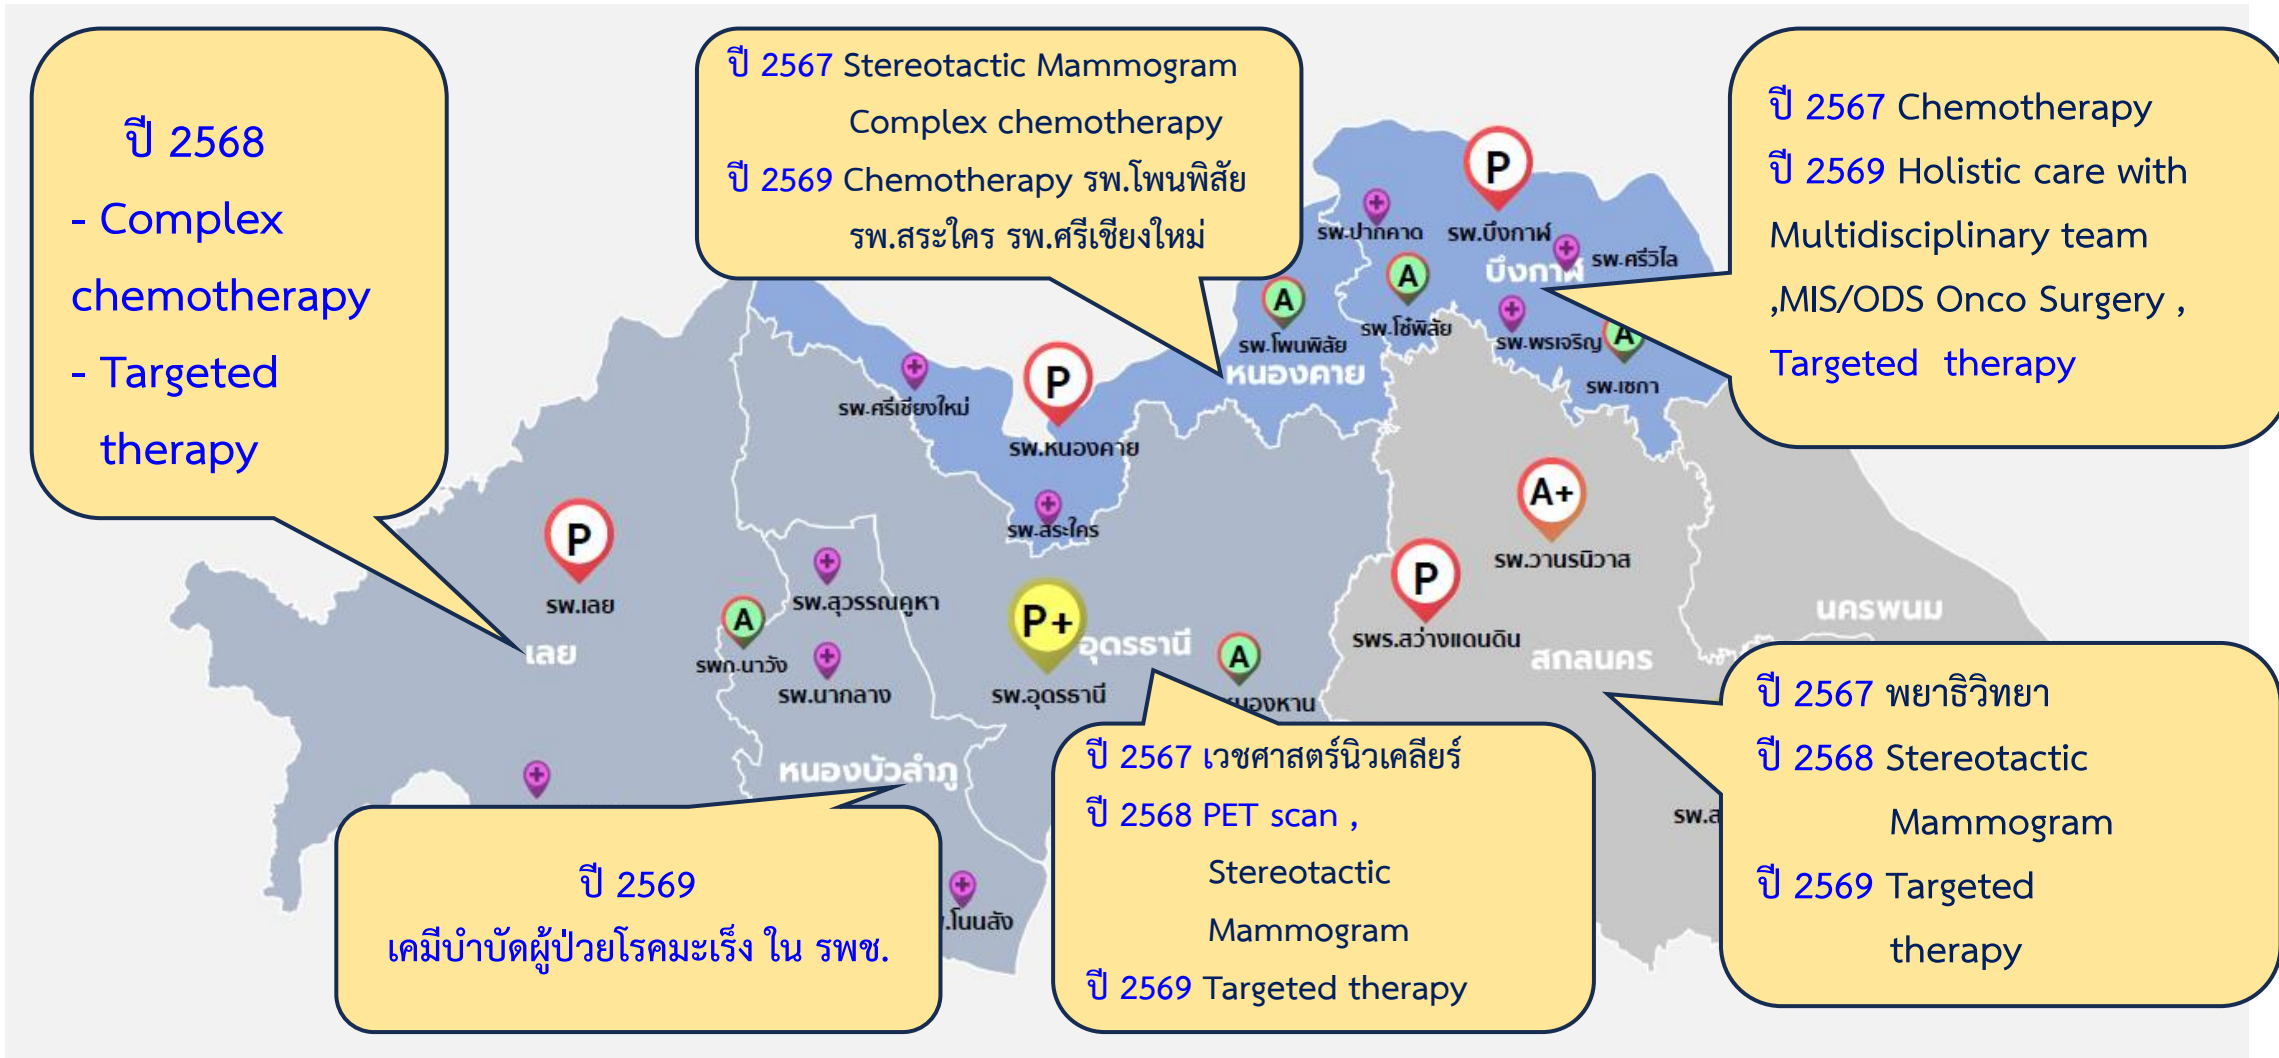 ปี 2568
- Complex
chemotherapy
- Targeted
therapy
ปี 2567 Stereotactic Mammogram
Complex chemotherapy
ปี 2569 Chemotherapy รพ.โพนพิสัย
รพ.สระใคร รพ.ศรีเชียงใหม่
ปี 2567 Chemotherapy
ปี 2569 Holistic care with
Multidisciplinary team
,MIS/ODS Onco Surgery ,
Targeted therapy
P
รพ.ปากคาด
รพ.บึงกาฬ
รพ.ศรีวิไล
บึงกาฬ
A
A
รพ.โซ่พิสัย
รพ.โพนพิสัย
รพ.พรเจริญ
A
รพ.เซกา
หนองคาย
P
รพ.ศรีเชียงใหม่
รพ.หนองคาย
รพ.สระใคร
A+
รพ.วานรนิวาส
P
รพ.เลย
เลย
A
รพก.นาวัง
รพ.สุวรรณคูหา
รพ.นากลาง
P+
อุดรธานี
รพ.อุดรธานี
A
หนองหาน
P
รพร.สว่างแดนดิน
สกลนคร
นครพนม
หนองบัวลำภู
.โนนสัง
รพ.ส
ปี 2569
เคมีบำบัดผู้ป่วยโรคมะเร็ง ใน รพช.
ปี 2567 เวชศาสตร์นิวเคลียร์
ปี 2568 PET scan ,
Stereotactic
Mammogram
ปี 2569 Targeted therapy
ปี 2567 พยาธิวิทยา
ปี 2568 Stereotactic
Mammogram
ปี 2569 Targeted
therapy